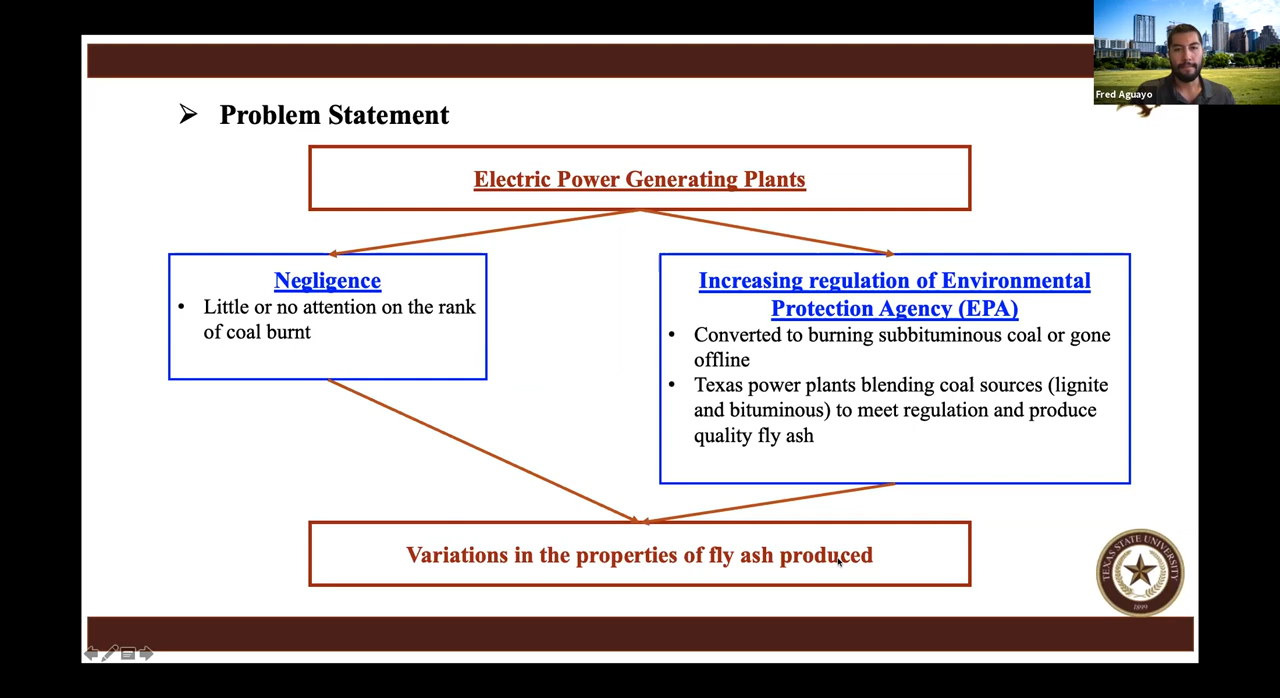 Fred Aguayo
➢ Problem Statement
Electric Power Generating Plants
Negligence
• Little or no attention on the rank
of coal burnt
Increasing regulation of Environmental
Protection Agency (EPA)
• Converted to burning subbituminous coal or gone
offline
• Texas power plants blending coal sources (lignite
and bituminous) to meet regulation and produce
quality fly ash
Variations in the properties of fly ash produced
TEXAS STATE UNIVERSITY
1899